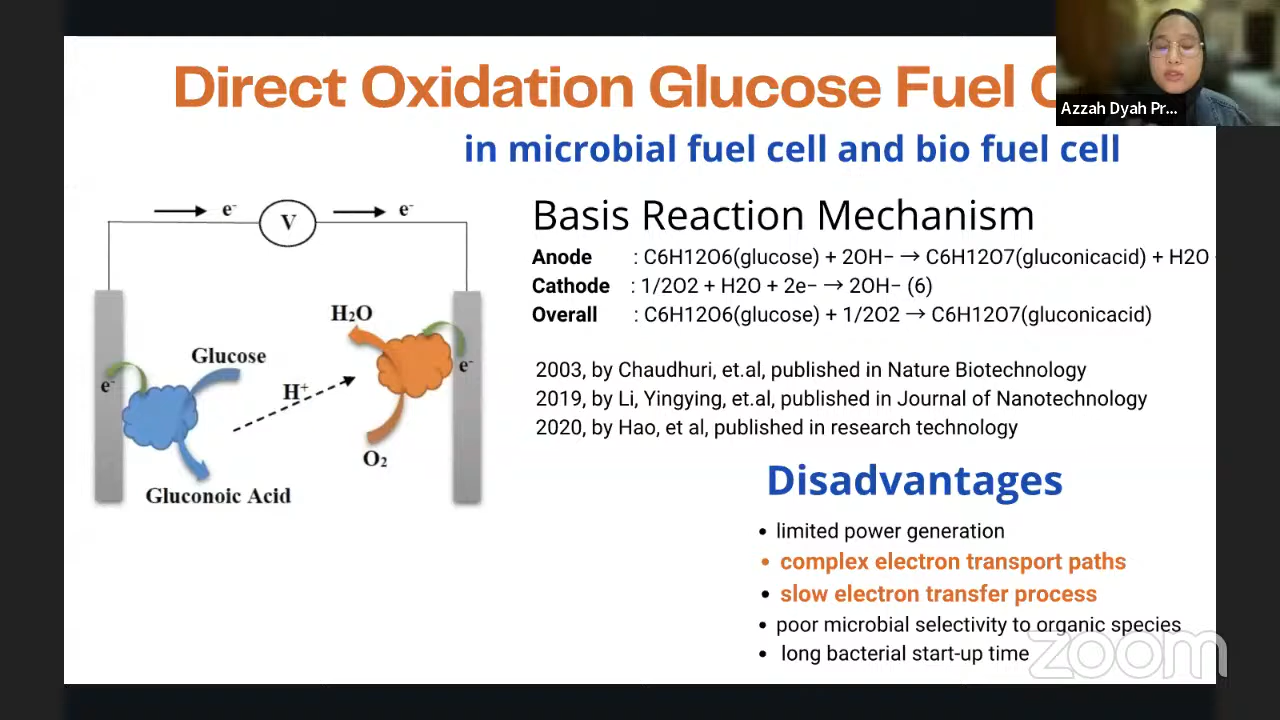 Direct Oxidation Glucose Fuel C
Azzah Dyah Pr...
in microbial fuel cell and bio fuel cell
e⁻
V
e⁻
H₂O
Glucose
e⁻
H⁺
e⁻
O₂
Gluconoic Acid
Basis Reaction Mechanism
Anode : C6H12O6(glucose) + 2OH− → C6H12O7(gluconicacid) + H2O
Cathode : 1/2O2 + H2O + 2e− → 2OH− (6)
Overall : C6H12O6(glucose) + 1/2O2 → C6H12O7(gluconicacid)
2003, by Chaudhuri, et.al, published in Nature Biotechnology
2019, by Li, Yingying, et.al, published in Journal of Nanotechnology
2020, by Hao, et al, published in research technology
Disadvantages
• limited power generation
• complex electron transport paths
• slow electron transfer process
• poor microbial selectivity to organic species
• long bacterial start-up time
zoom